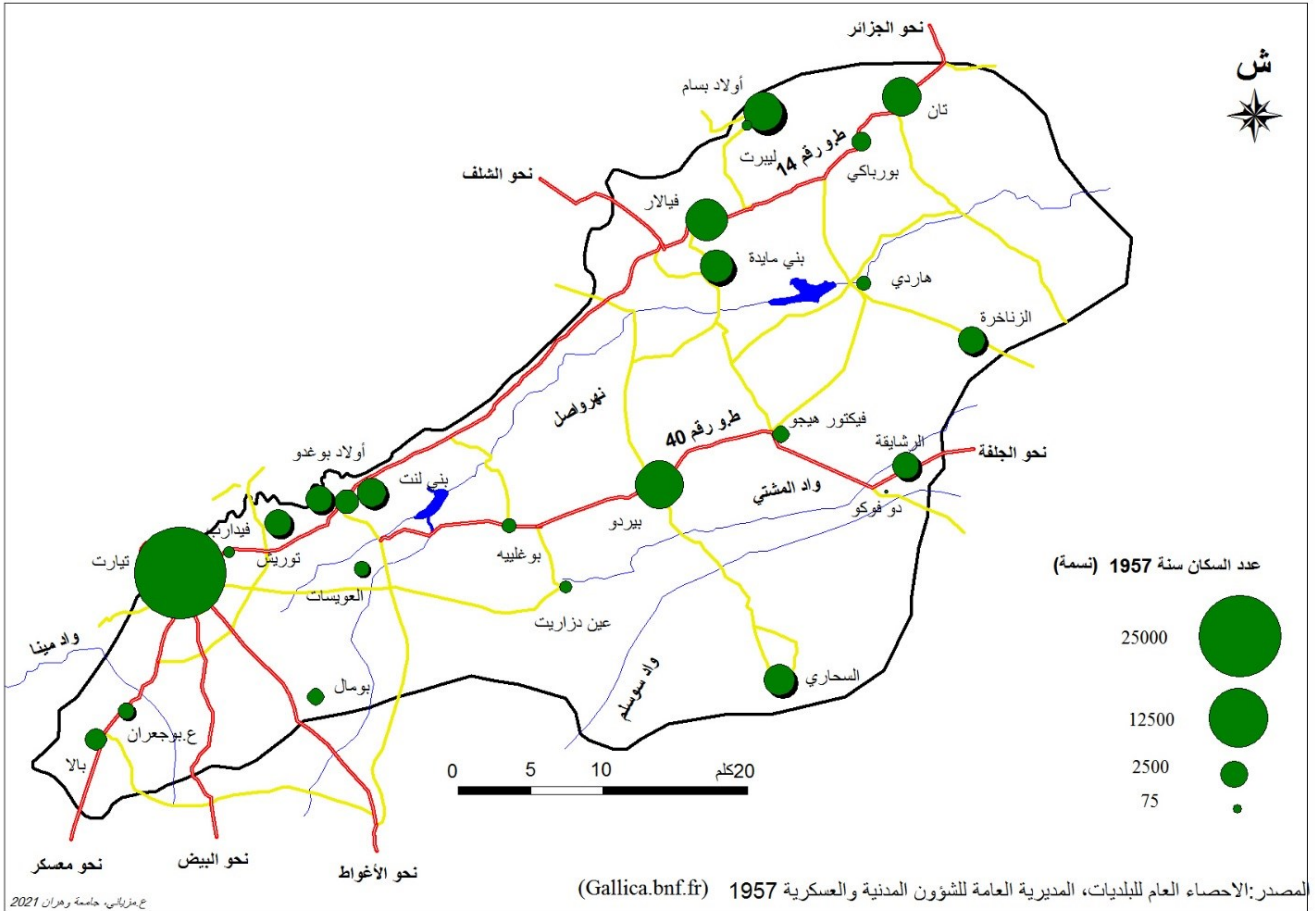 نحو الجزائر
ش
أولاد بسام
تان
ليبرت
ط.و رقم 14
بورباكي
نحو الشلف
فيالار
بني مايدة
هاردي
الزناخرة
نهرواصل
فيكتور هيجو
ط.و رقم 40
الرشايقة
نحو الجلفة
أولاد بوغدو
بني لنت
واد المشتي
دو فوكو
بيردو
فيدارب
توريش
تيارت
بوغلييه
العويسات
عين دزاريت
عدد السكان سنة 1957 (نسمة)
25000
12500
2500
75
واد مينا
بومال
السحاري
واد سوسلم
ع.بوجعران
بالا
0 5 10 20كلم
نحو معسكر
نحو البيض
نحو الأغواط
المصدر:الاحصاء العام للبلديات، المديرية العامة للشؤون المدنية والعسكرية 1957 (Gallica.bnf.fr)
ع.مزياني، جامعة وهران 2021